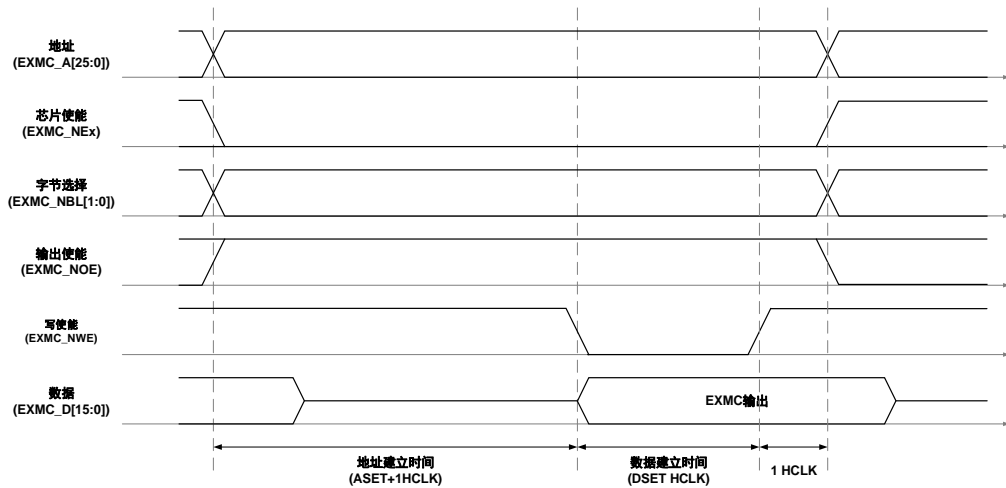 地址
(EXMC_A[25:0])
芯片使能
(EXMC_NEx)
字节选择
(EXMC_NBL[1:0])
输出使能
(EXMC_NOE)
写使能
(EXMC_NWE)
数据
(EXMC_D[15:0])
EXMC输出
地址建立时间
(ASET+1HCLK)
数据建立时间
(DSET HCLK)
1 HCLK